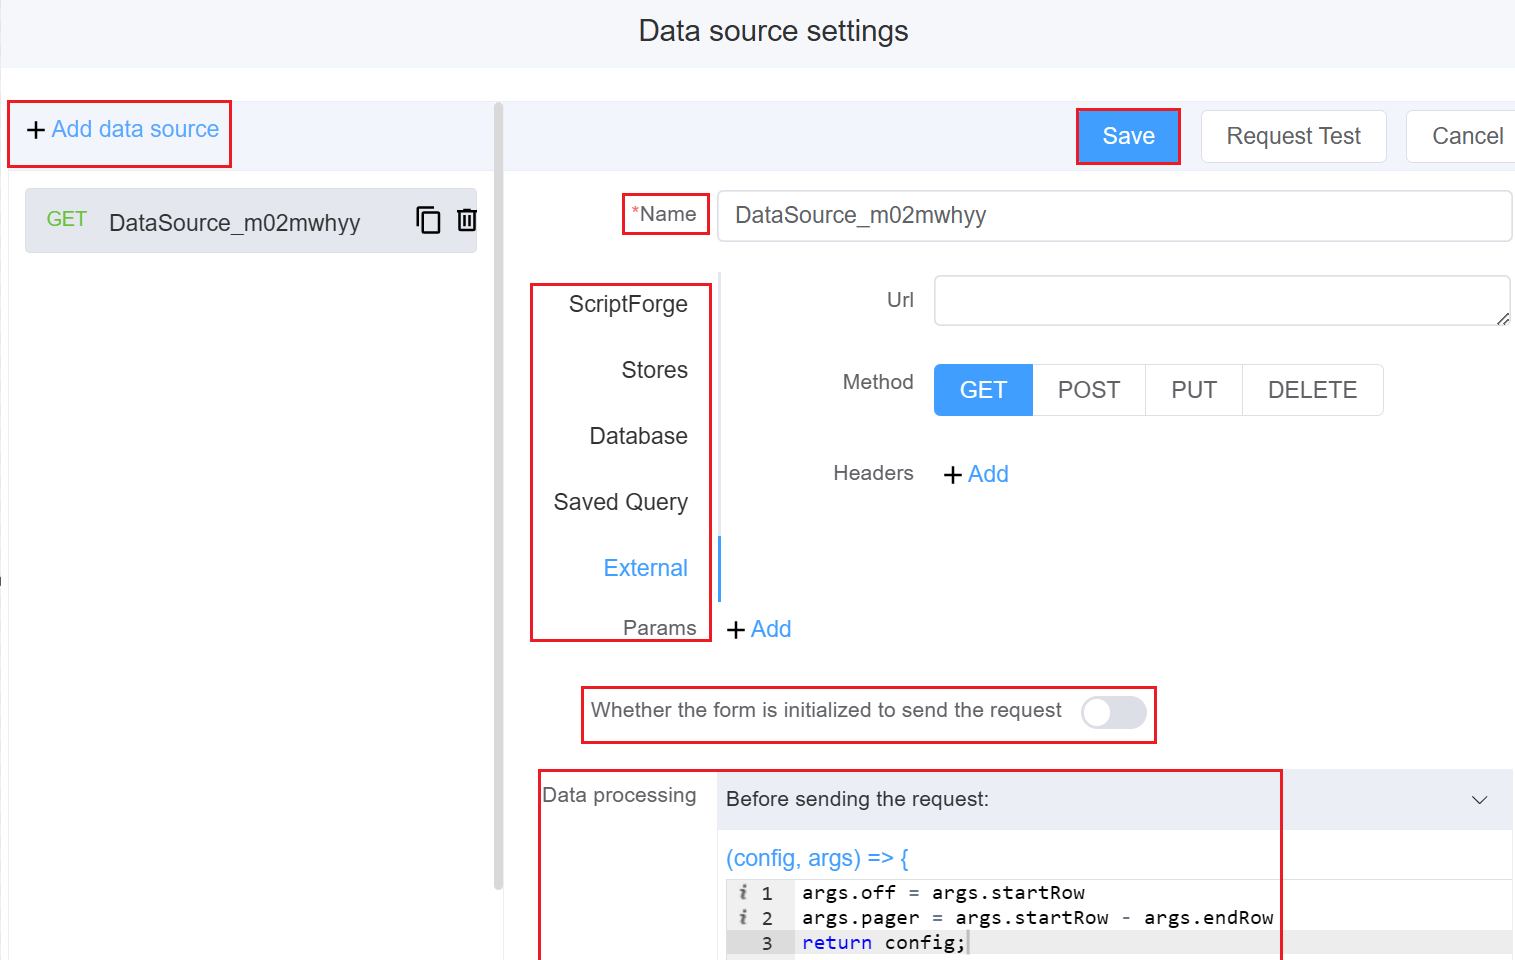 Data source settings
Add data source
Save
Request Test
Cancel
GET DataSource_m02mwhyy
*Name
DataSource_m02mwhyy
ScriptForge
Stores
Database
Saved Query
External
Url
Method
GET
POST
PUT
DELETE
Headers
Add
Params
Add
Whether the form is initialized to send the request
Data processing
Before sending the request:
(config, args) => {
i 1 args.off = args.startRow
i 2 args.pager = args.startRow - args.endRow
3 return config;